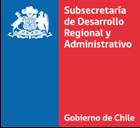 Subsecretaría
de Desarrollo
Regional y
Administrativo
Gobierno de Chile